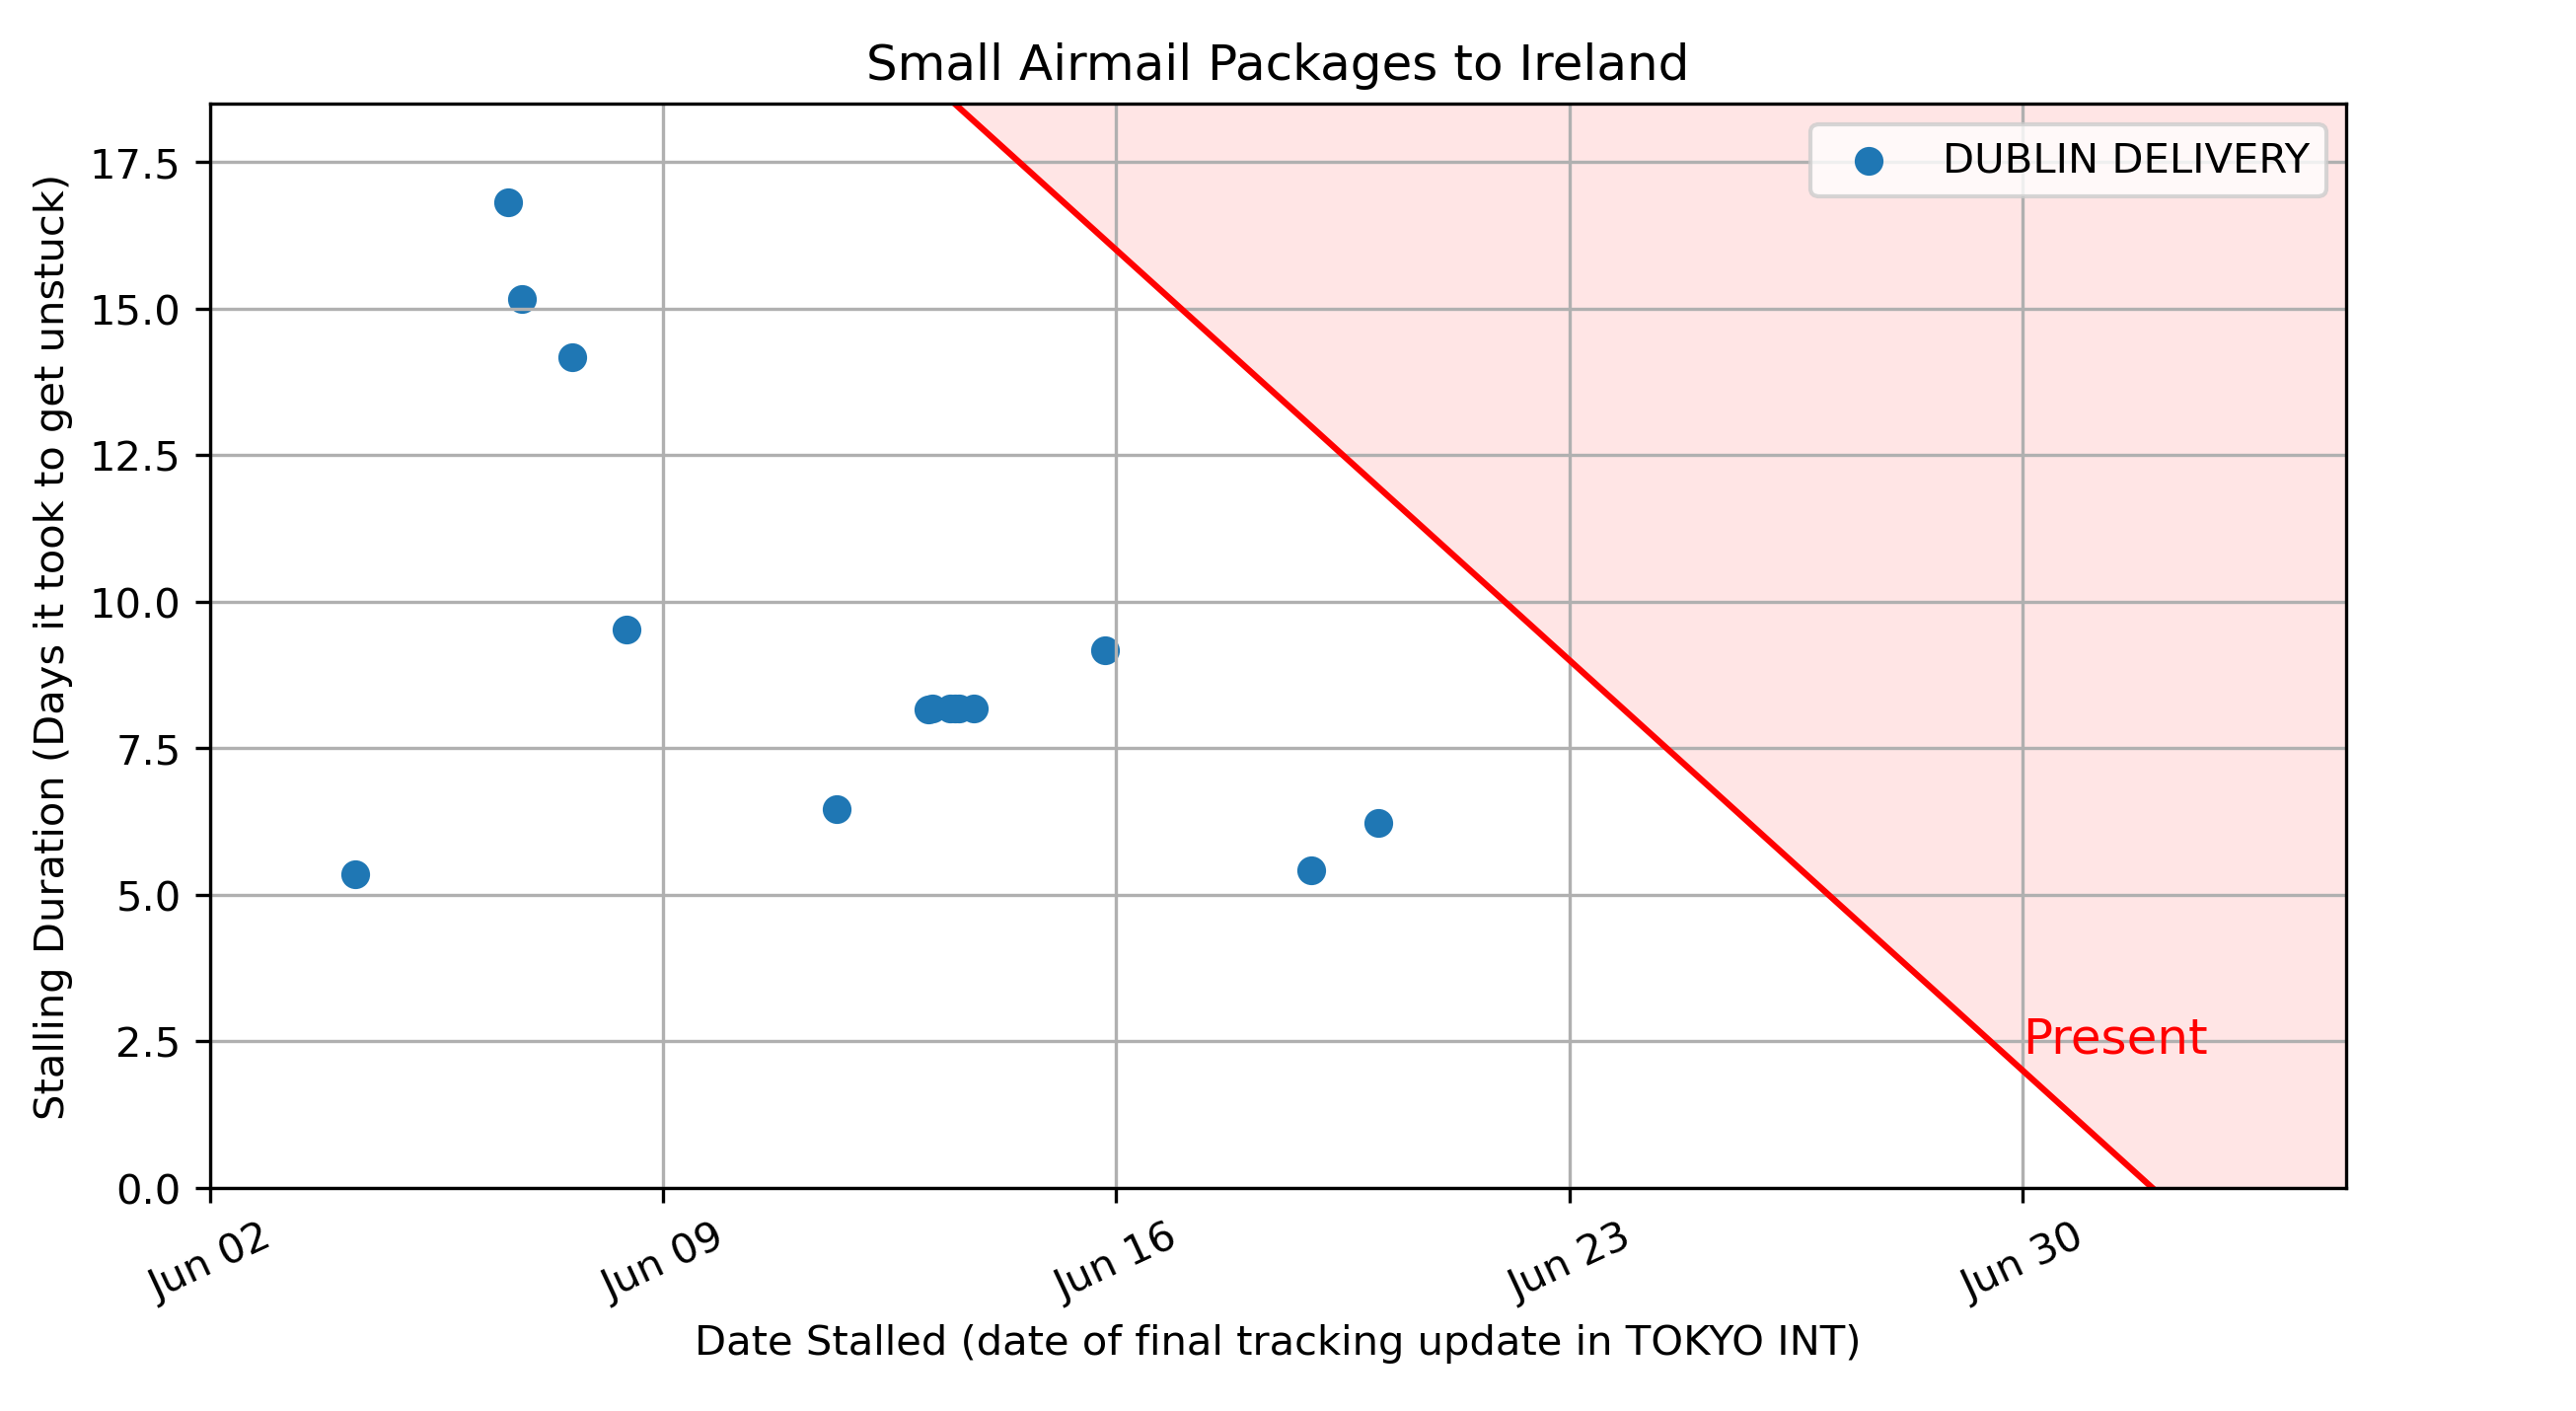 Small Airmail Packages to Ireland
DUBLIN DELIVERY
Stalling Duration (Days it took to get unstuck)
17.5
15.0
12.5
10.0
7.5
5.0
2.5
0.0
Present
Jun 02
Jun 09
Jun 16
Jun 23
Jun 30
Date Stalled (date of final tracking update in TOKYO INT)